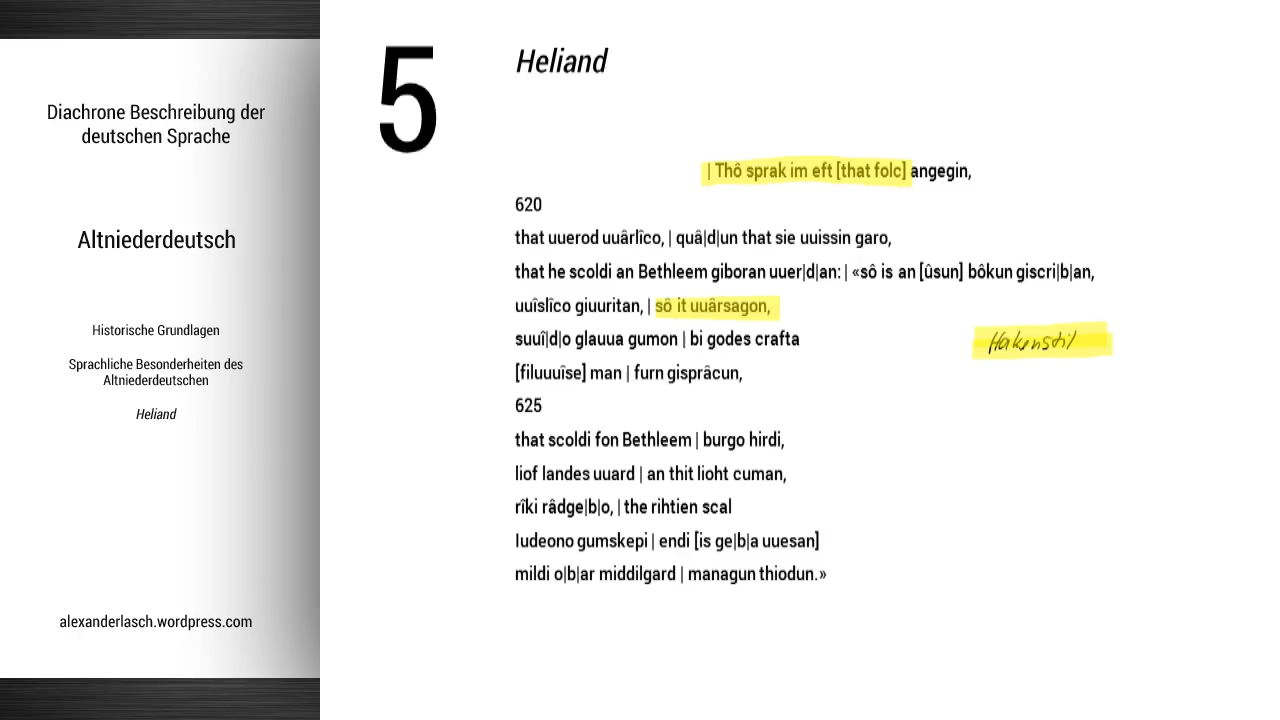 Diachrone Beschreibung der
deutschen Sprache
Altniederdeutsch
Historische Grundlagen
Sprachliche Besonderheiten des
Altniederdeutschen
Heliand
alexanderlasch.wordpress.com
5
Heliand
| Thô sprak im eft [that folc] angegin,
620
that uuerod uuârlîco, | quâ|d|un that sie uuissin garo,
that he scoldi an Bethleem giboran uuer|d|an: | «sô is an [ûsun] bôkun giscri|b|an,
uuîslîco giuuritan, | sô it uuârsagon,
suuî|d|o glauua gumon | bi godes crafta
Hakenstil
[filuuuîse] man | furn gisprâcun,
625
that scoldi fon Bethleem | burgo hirdi,
liof landes uuard | an thit lioht cuman,
rîki râdge|b|o, | the rihtien scal
Iudeono gumskepi | endi [is ge|b|a uuesan]
mildi o|b|ar middilgard | managun thiodun.»